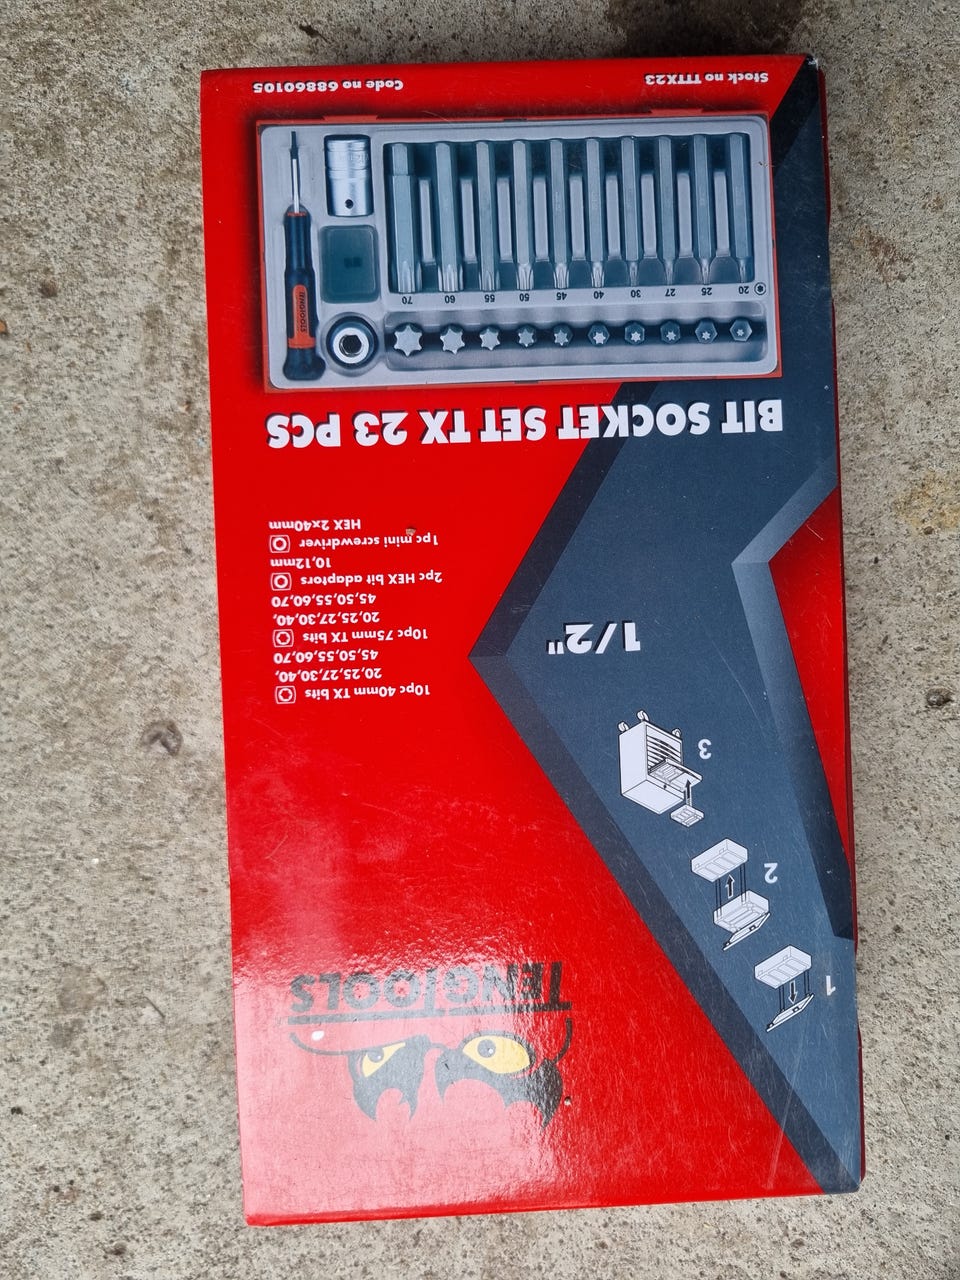 TENGTOOLS
1
2
3
1/2"
10pc 40mm TX bits
20,25,27,30,40,
45,50,55,60,70
10pc 75mm TX bits
20,25,27,30,40,
45,50,55,60,70
2pc HEX bit adaptors
10,12mm
1pc mini screwdriver
HEX 2x40mm
BIT SOCKET SET TX 23 PCS
20 25 27 30 40 45 50 55 60 70
TENGTOOLS
Stock no TTTX23
Code no 68860105